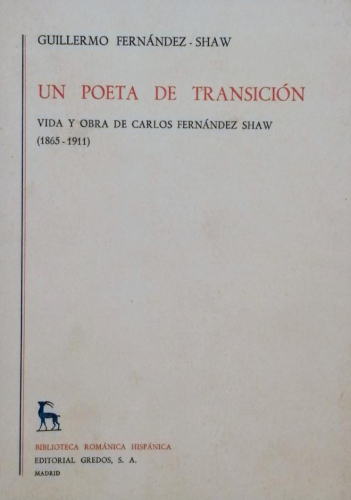 GUILLERMO FERNÁNDEZ-SHAW
UN POETA DE TRANSICIÓN
VIDA Y OBRA DE CARLOS FERNÁNDEZ SHAW
(1865-1911)
BIBLIOTECA ROMÁNICA HISPÁNICA
EDITORIAL GREDOS, S. A.
MADRID